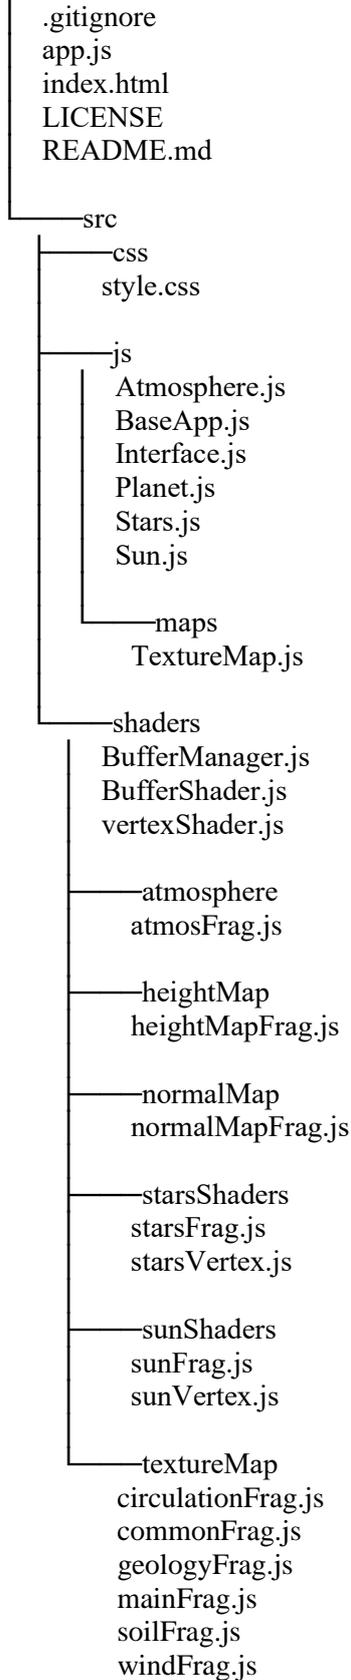 .gitignore
app.js
index.html
LICENSE
README.md
src
css
style.css
js
Atmosphere.js
BaseApp.js
Interface.js
Planet.js
Stars.js
Sun.js
maps
TextureMap.js
shaders
BufferManager.js
BufferShader.js
vertexShader.js
atmosphere
atmosFrag.js
heightMap
heightMapFrag.js
normalMap
normalMapFrag.js
starsShaders
starsFrag.js
starsVertex.js
sunShaders
sunFrag.js
sunVertex.js
textureMap
circulationFrag.js
commonFrag.js
geologyFrag.js
mainFrag.js
soilFrag.js
windFrag.js